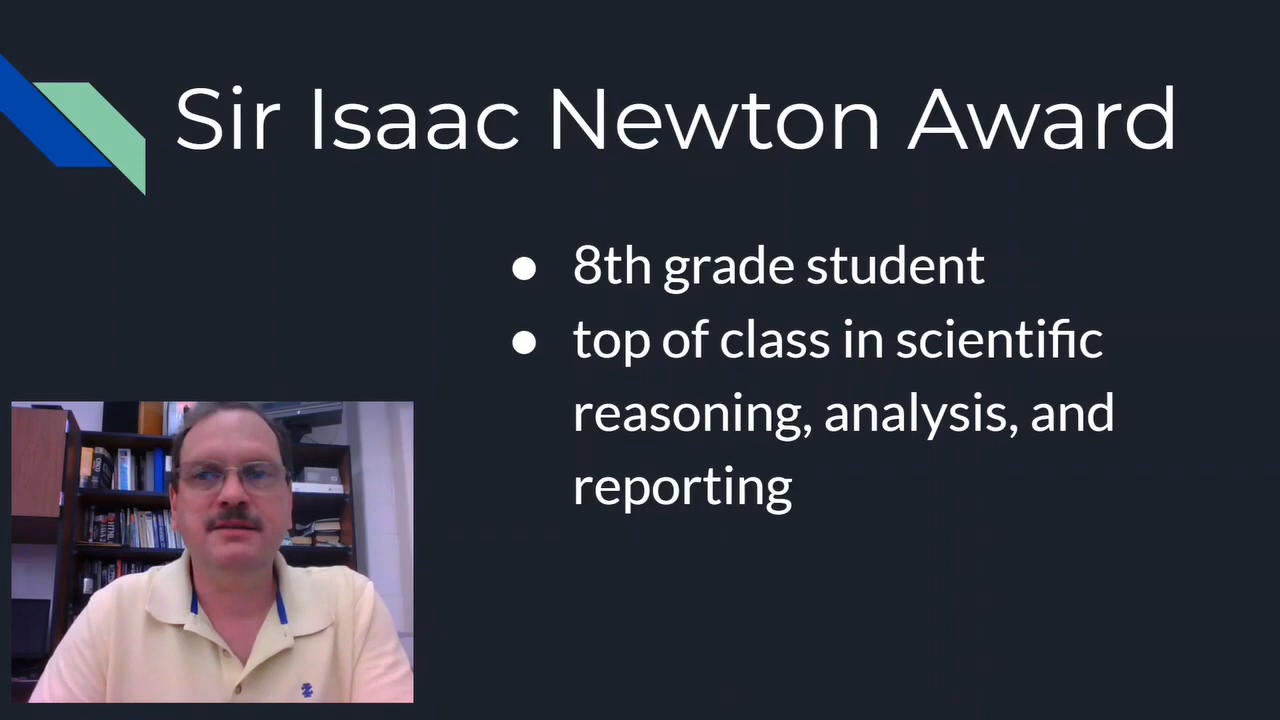 Sir Isaac Newton Award
● 8th grade student
● top of class in scientific
reasoning, analysis, and
reporting